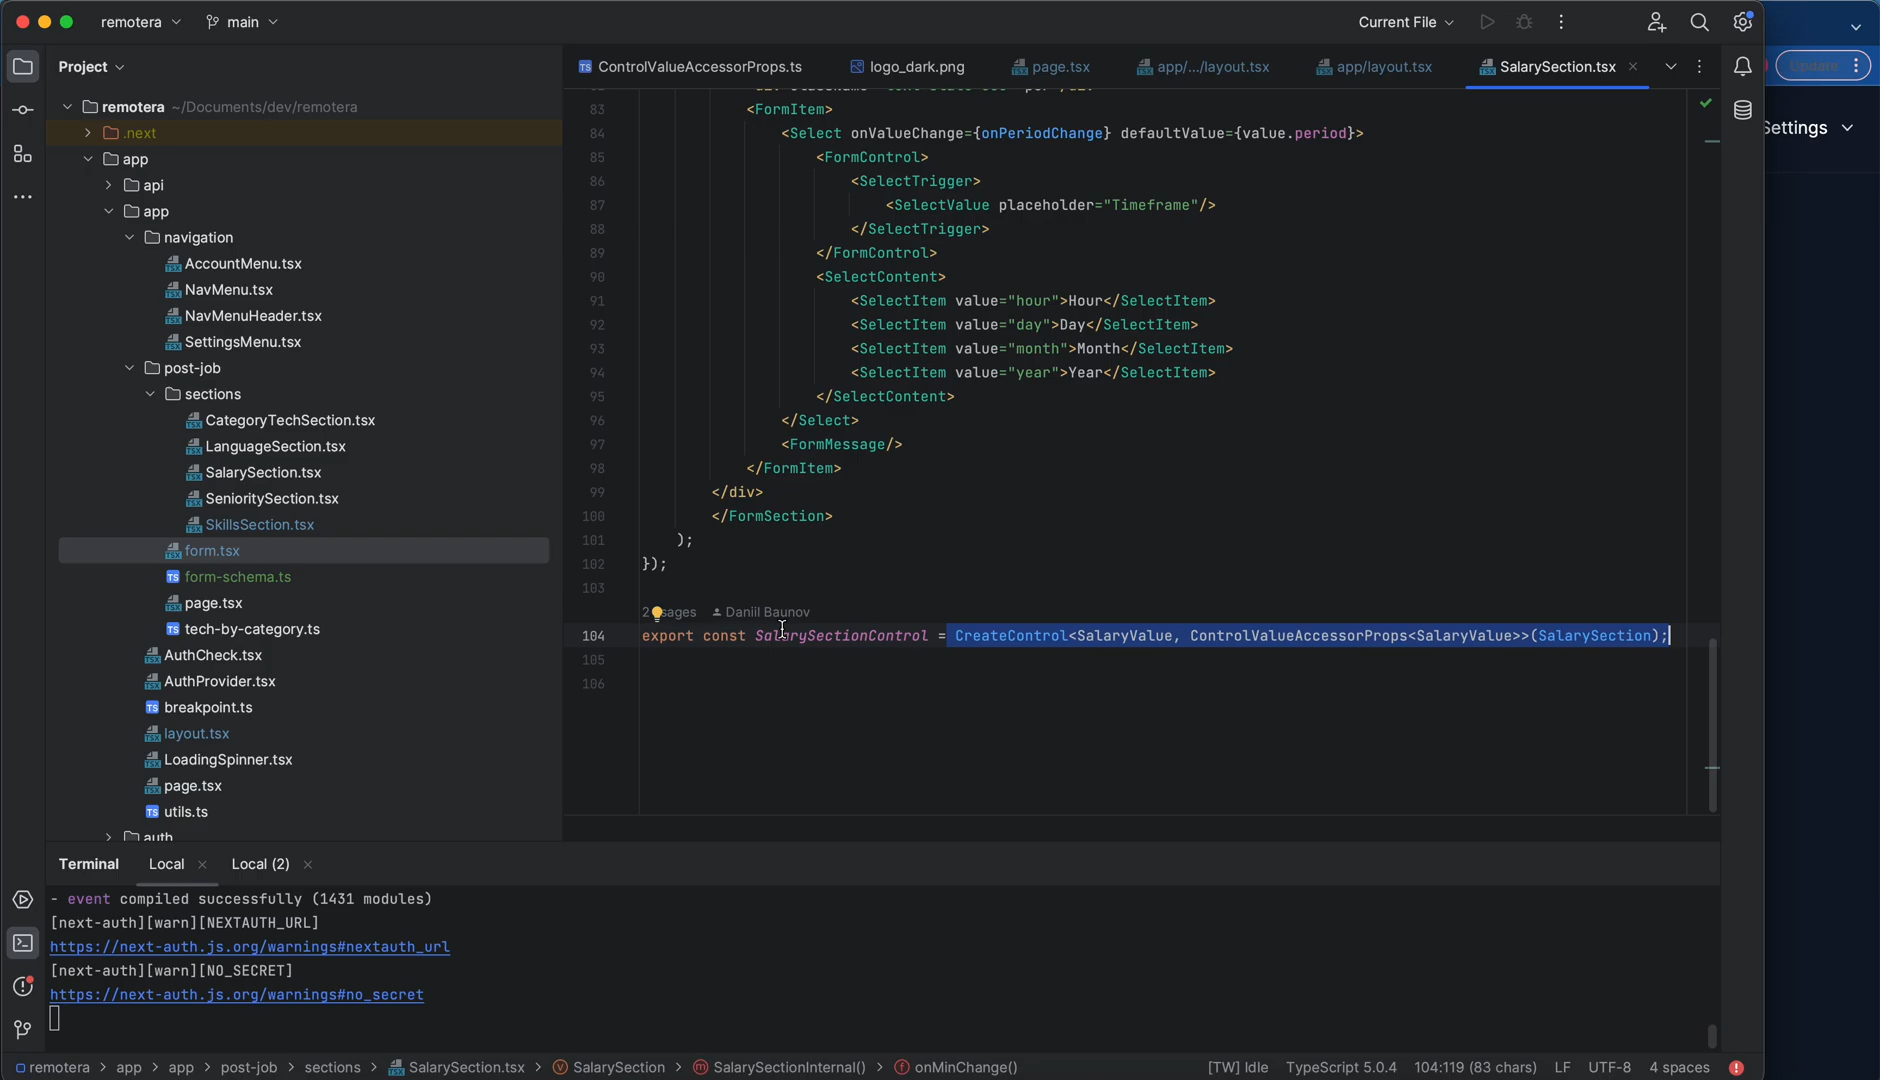 remotera
main
Current File
Project
ControlValueAccessorProps.ts
logo_dark.png
page.tsx
app/.../layout.tsx
app/layout.tsx
SalarySection.tsx
Update
Settings
remotera ~/Documents/dev/remotera
.next
app
api
app
navigation
AccountMenu.tsx
NavMenu.tsx
NavMenuHeader.tsx
SettingsMenu.tsx
post-job
sections
CategoryTechSection.tsx
LanguageSection.tsx
SalarySection.tsx
SenioritySection.tsx
SkillsSection.tsx
form.tsx
form-schema.ts
page.tsx
tech-by-category.ts
AuthCheck.tsx
AuthProvider.tsx
breakpoint.ts
layout.tsx
LoadingSpinner.tsx
page.tsx
utils.ts
auth
83 <FormItem>
84 <Select onValueChange={onPeriodChange} defaultValue={value.period}>
85 <FormControl>
86 <SelectTrigger>
87 <SelectValue placeholder="Timeframe"/>
88 </SelectTrigger>
89 </FormControl>
90 <SelectContent>
91 <SelectItem value="hour">Hour</SelectItem>
92 <SelectItem value="day">Day</SelectItem>
93 <SelectItem value="month">Month</SelectItem>
94 <SelectItem value="year">Year</SelectItem>
95 </SelectContent>
96 </Select>
97 <FormMessage/>
98 </FormItem>
99 </div>
100 </FormSection>
101 );
102 });
103
2 usages Daniil Baunov
104 export const SalarySectionControl = CreateControl<SalaryValue, ControlValueAccessorProps<SalaryValue>>(SalarySection);
105
106
Terminal Local Local (2)
- event compiled successfully (1431 modules)
[next-auth][warn][NEXTAUTH_URL]
https://next-auth.js.org/warnings#nextauth_url
[next-auth][warn][NO_SECRET]
https://next-auth.js.org/warnings#no_secret
remotera > app > app > post-job > sections > SalarySection.tsx > SalarySection > SalarySectionInternal() > onMinChange()
[TW] Idle TypeScript 5.0.4 104:119 (83 chars) LF UTF-8 4 spaces